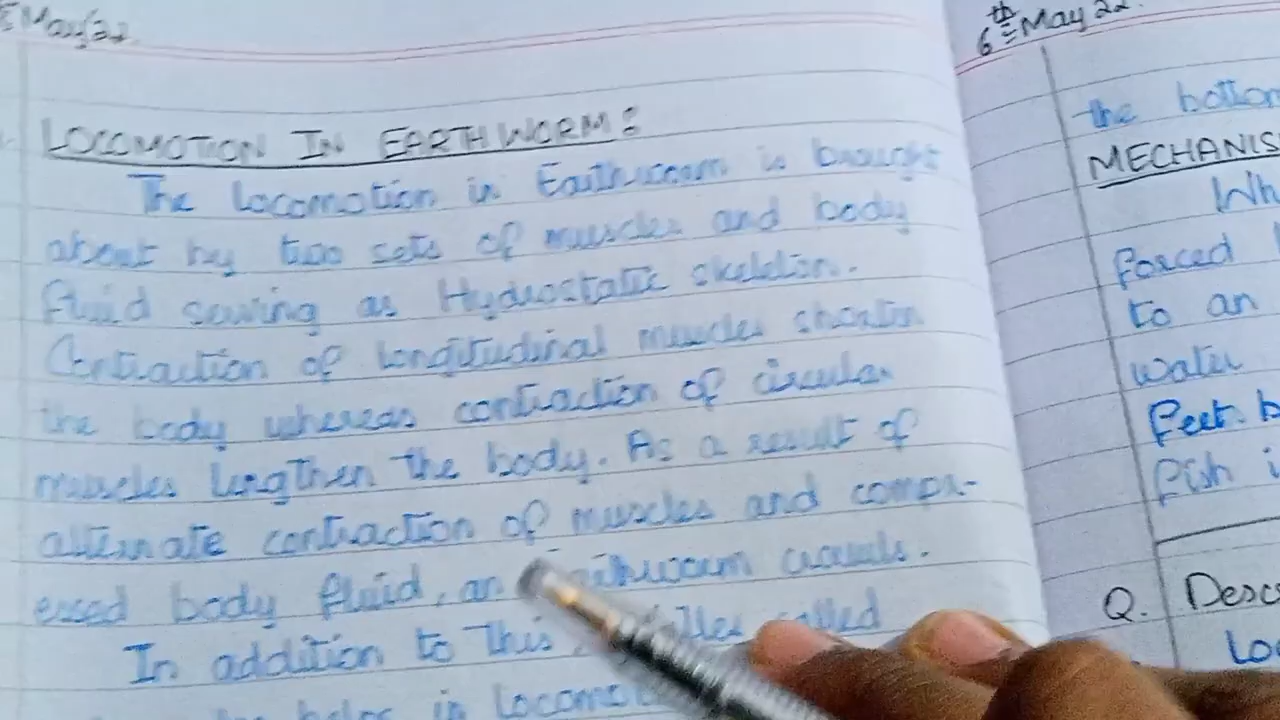 May/22.
LOCOMOTION IN EARTHWORM:
The locomotion in Earthworm is brought
about by two sets of muscles and body
fluid serving as Hydrostatic skeleton.
Contraction of longitudinal muscles shorten
the body whereas contraction of circular
muscles lengthen the body. As a result of
alternate contraction of muscles and compr-
essed body fluid, an earthworm crawls.
In addition to this called
helps in
6th May 22.
the bottom
MECHANIS
Wh
forced
to an
water
feet. b
fish i
Q. Desc
Lo